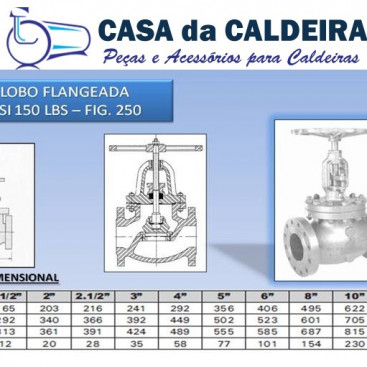 CASA da CALDEIRA
Peças e Acessórios para Caldeiras
LOBO FLANGEADA
SI 150 LBS – FIG. 250
MENSIONAL
1/2" 2" 2.1/2" 3" 4" 5" 6" 8" 10"
65 203 216 241 292 356 406 495 622
292 340 366 392 449 502 523 601 705
313 361 391 424 489 555 585 687 815
12 20 28 35 58 77 101 154 230